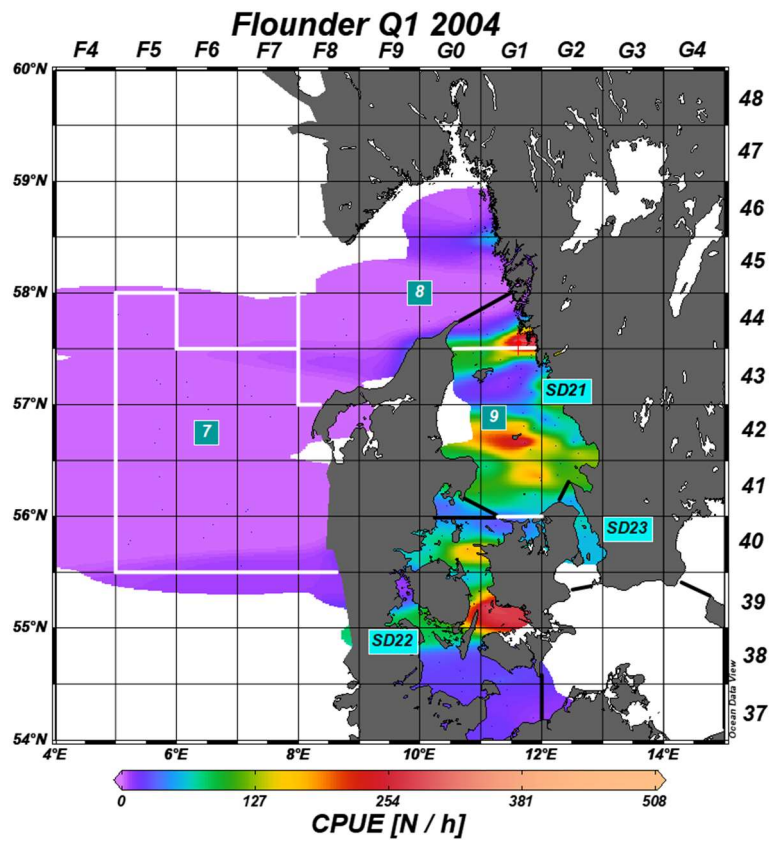 Flounder Q1 2004
F4 F5 F6 F7 F8 F9 G0 G1 G2 G3 G4
60°N
48
47
59°N
46
45
58°N
8
44
43
SD21
57°N
9
7
42
41
56°N
SD23
40
39
55°N
SD22
38
37
54°N
Ocean Data View
4°E 6°E 8°E 10°E 12°E 14°E
0 127 254 381 508
CPUE [N / h]